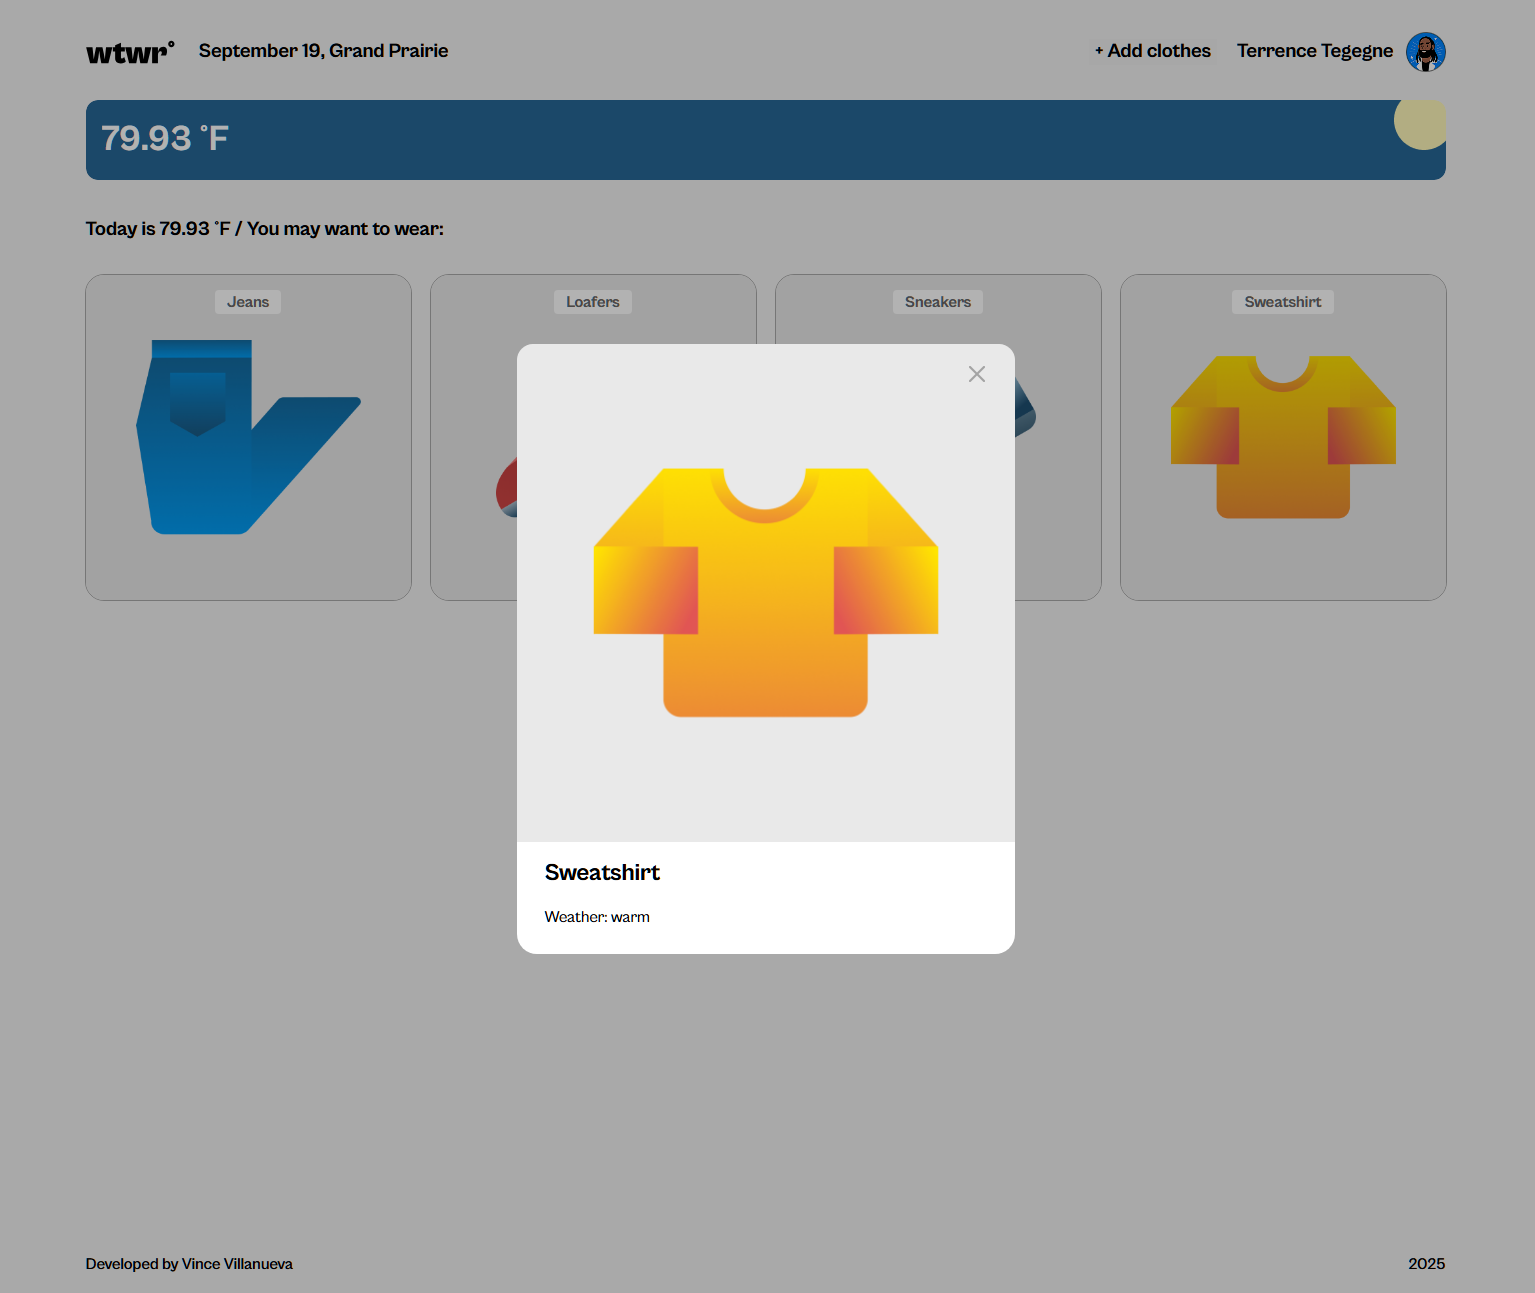 wtwr° September 19, Grand Prairie + Add clothes Terrence Tegegne
79.93 °F
Today is 79.93 °F / You may want to wear:
Jeans Loafers Sneakers Sweatshirt
Sweatshirt
Weather: warm
Developed by Vince Villanueva 2025